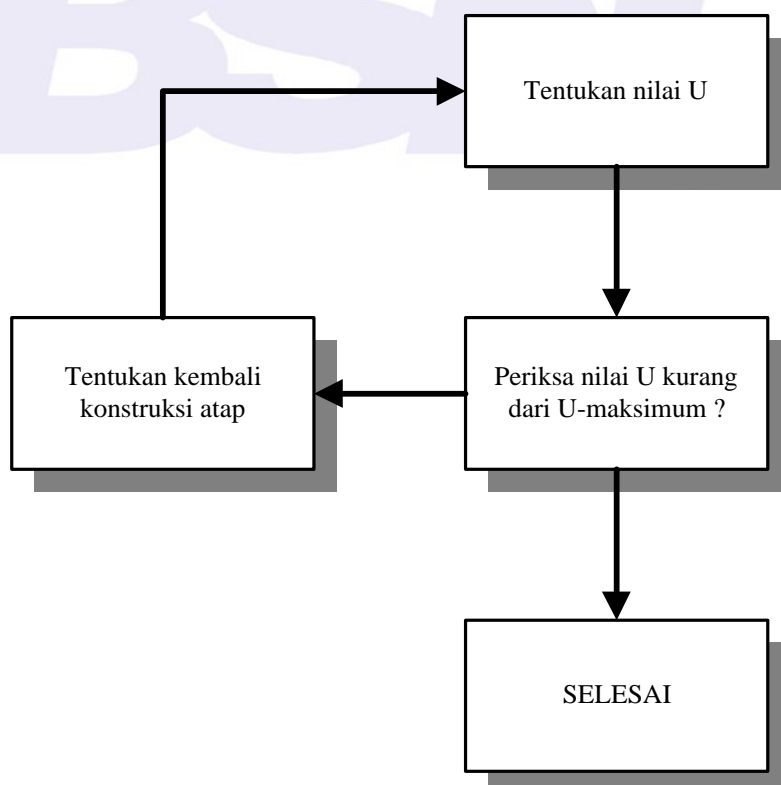 Tentukan nilai U
Tentukan kembali
konstruksi atap
Periksa nilai U kurang
dari U-maksimum ?
SELESAI